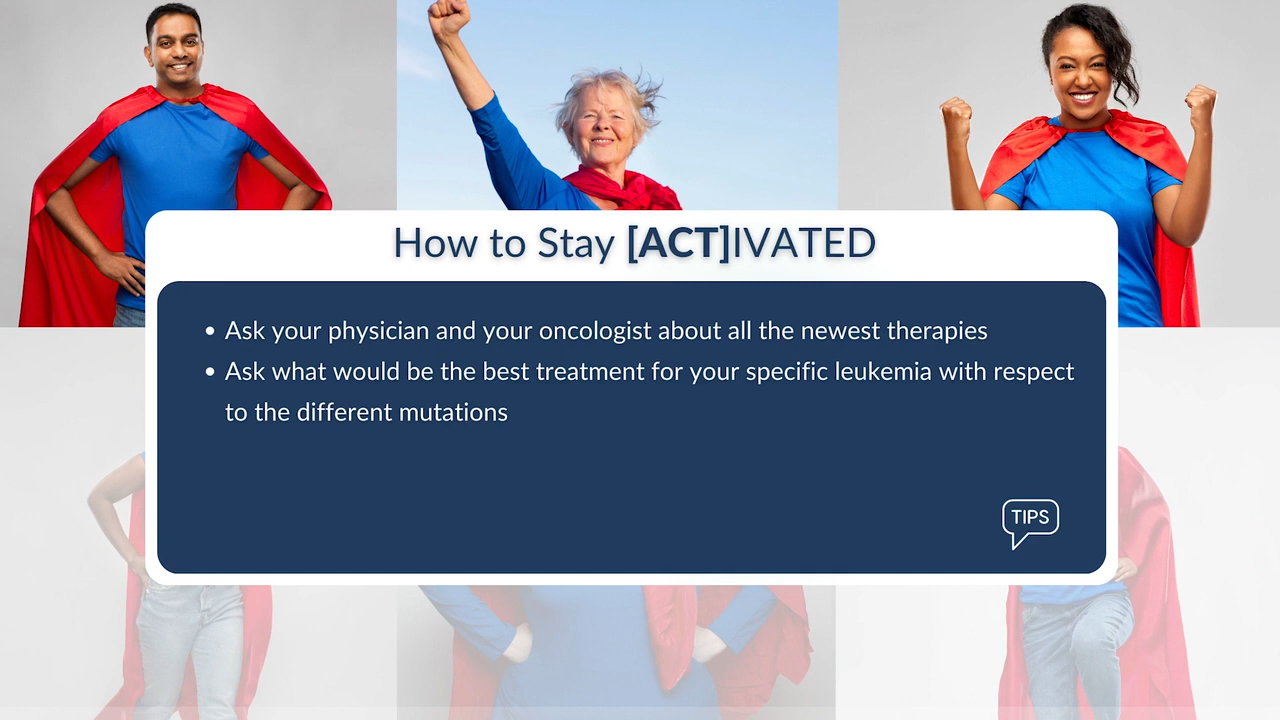 How to Stay [ACT]IVATED
• Ask your physician and your oncologist about all the newest therapies
• Ask what would be the best treatment for your specific leukemia with respect
to the different mutations
TIPS